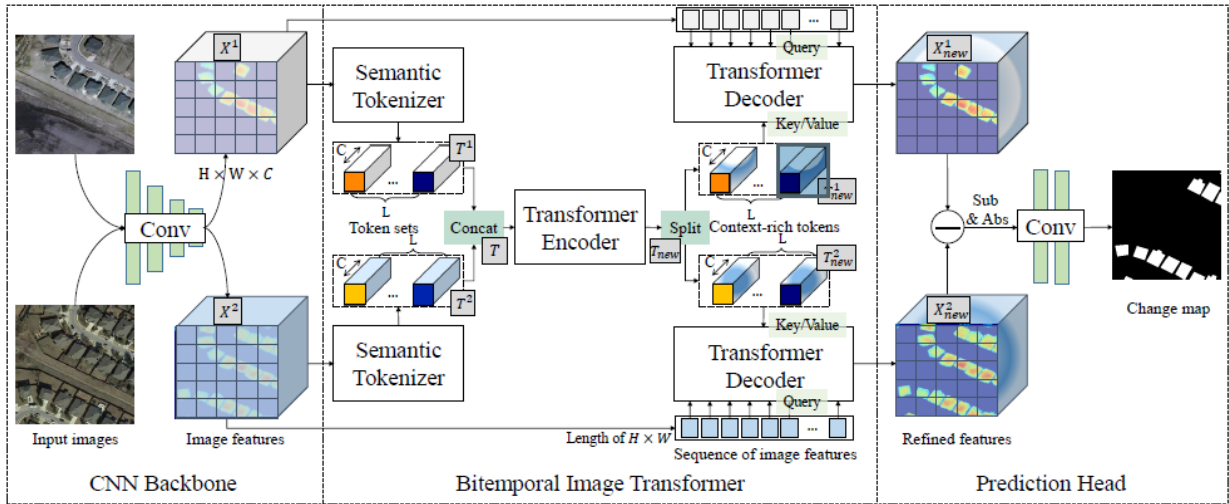 X¹
H × W × C
Conv
X²
Input images
Image features
CNN Backbone
Semantic
Tokenizer
C
T¹
...
L
Token sets
L
C
...
T²
Semantic
Tokenizer
Concat
T
Transformer
Encoder
Split
T_new
...
Query
Transformer
Decoder
Key/Value
C
...
L
Context-rich tokens
L
C
...
T²_new
Key/Value
Transformer
Decoder
Query
...
Length of H × W
Sequence of image features
Bitemporal Image Transformer
X¹_new
Sub
& Abs
Conv
X²_new
Refined features
Change map
Prediction Head